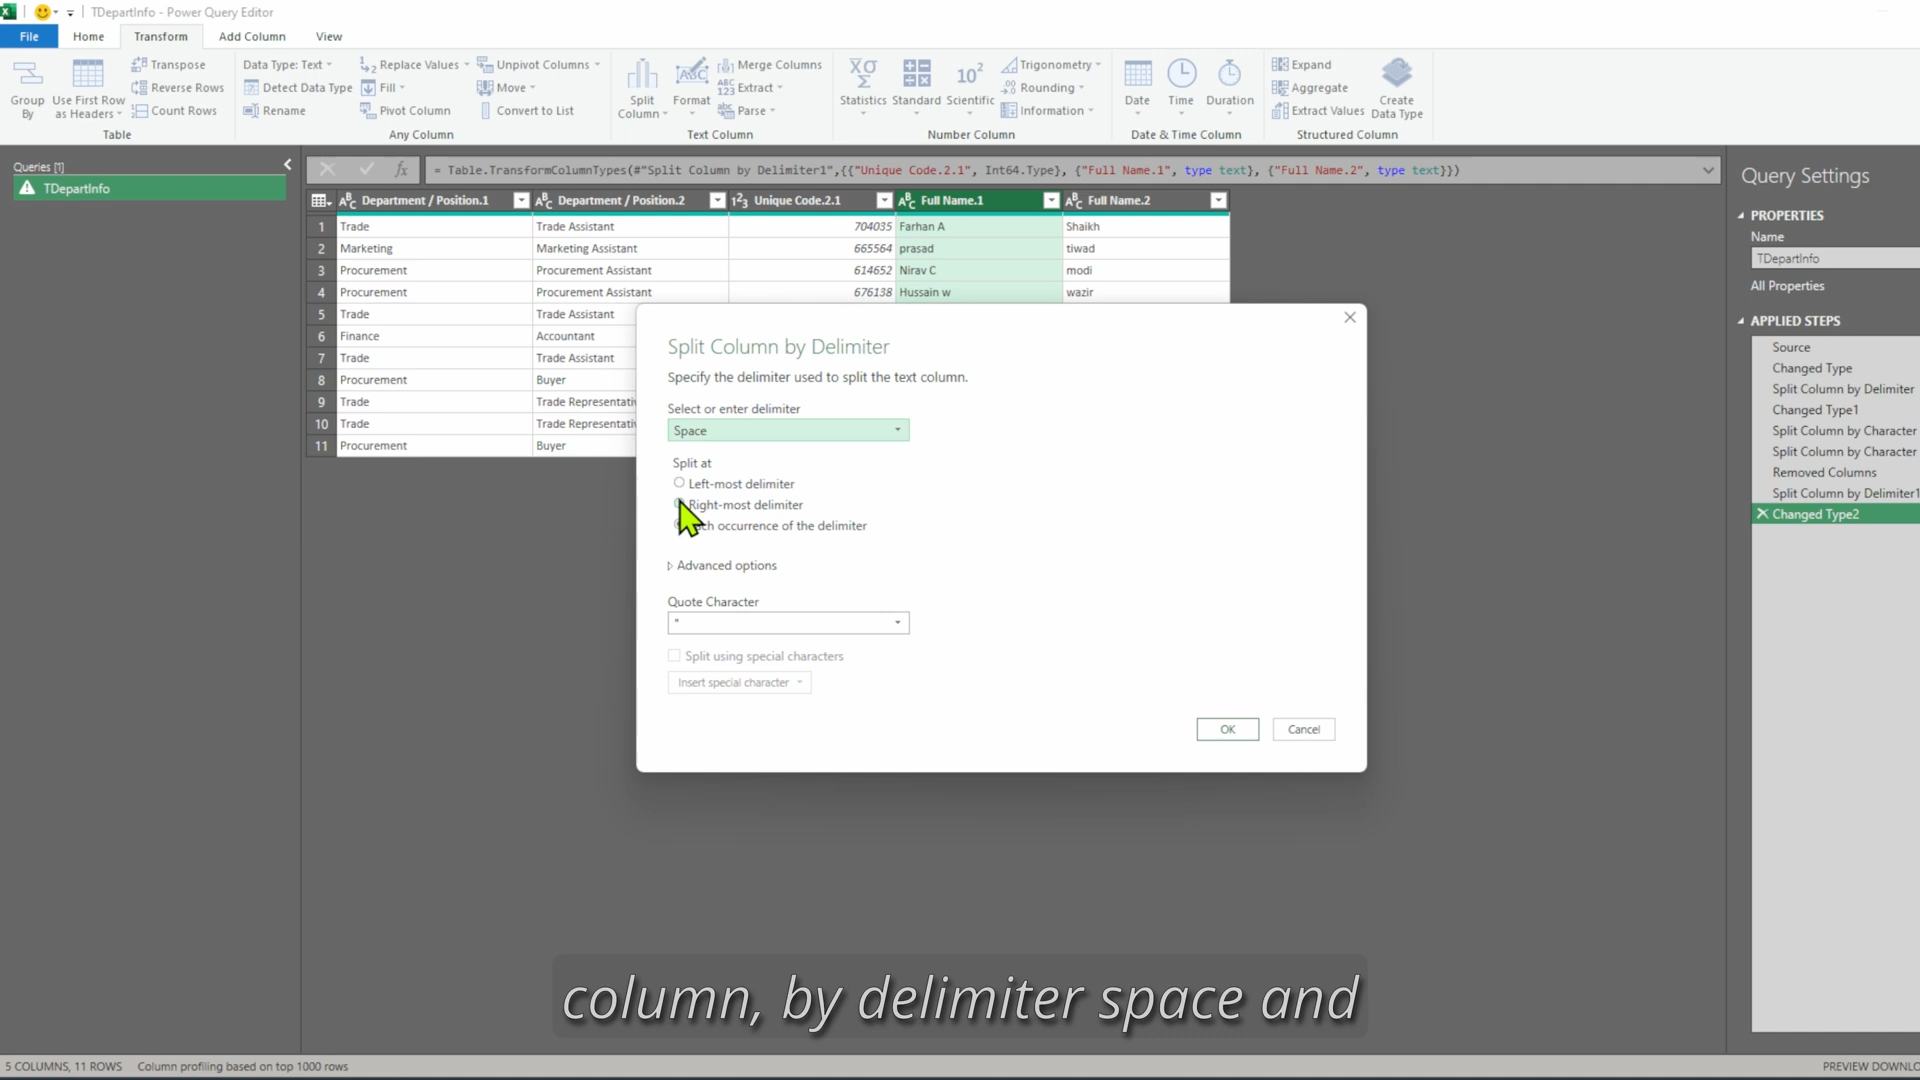 TDepartInfo - Power Query Editor
File Home Transform Add Column View
Group By
Use First Row as Headers
Transpose
Reverse Rows
Count Rows
Table
Data Type: Text
Detect Data Type
Rename
Replace Values
Fill
Pivot Column
Unpivot Columns
Move
Convert to List
Any Column
Split Column
Format
Merge Columns
Extract
Parse
Text Column
Statistics
Standard
Scientific
Trigonometry
Rounding
Information
Number Column
Date
Time
Duration
Date & Time Column
Expand
Aggregate
Extract Values
Create Data Type
Structured Column
Queries [1]
TDepartInfo
= Table.TransformColumnTypes(#"Split Column by Delimiter1",{{"Unique Code.2.1", Int64.Type}, {"Full Name.1", type text}, {"Full Name.2", type text}})
Department / Position.1 Department / Position.2 Unique Code.2.1 Full Name.1 Full Name.2
1 Trade Trade Assistant 704035 Farhan A Shaikh
2 Marketing Marketing Assistant 665564 prasad tiwad
3 Procurement Procurement Assistant 614652 Nirav C modi
4 Procurement Procurement Assistant 676138 Hussain w wazir
5 Trade Trade Assistant
6 Finance Accountant
7 Trade Trade Assistant
8 Procurement Buyer
9 Trade Trade
10 Trade Trade
11 Procurement Buyer
Split Column by Delimiter
Specify the delimiter used to split the text column.
Select or enter delimiter
Space
Split at
Left-most delimiter
Right-most delimiter
occurrence of the delimiter
Advanced options
Quote Character
"
Split using special characters
Insert special character
OK Cancel
Query Settings
PROPERTIES
Name
TDepartInfo
All Properties
APPLIED STEPS
Source
Changed Type
Split Column by Delimiter
Changed Type1
Split Column by Character
Split Column by Character
Removed Columns
Split Column by Delimiter1
Changed Type2
column, by delimiter space and
5 COLUMNS, 11 ROWS Column profiling based on top 1000 rows
PREVIEW